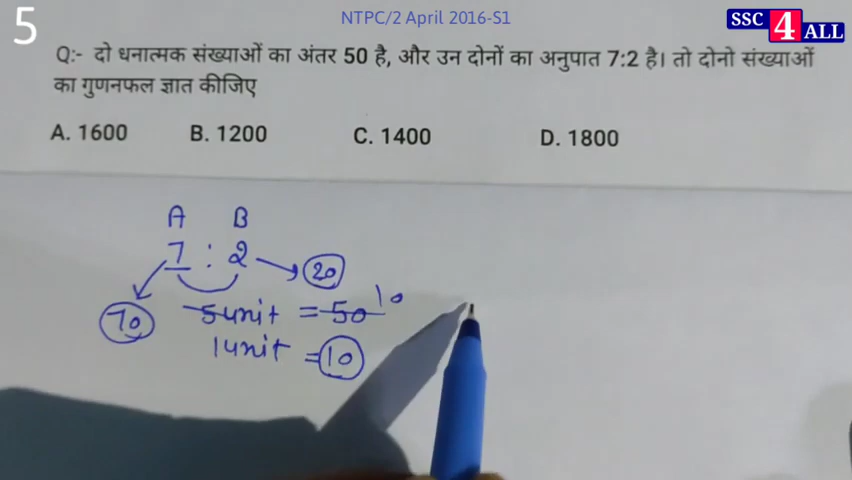 5
NTPC/2 April 2016-S1
SSC 4 ALL
Q:- दो धनात्मक संख्याओं का अंतर 50 है, और उन दोनों का अनुपात 7:2 है। तो दोनो संख्याओं
का गुणनफल ज्ञात कीजिए
A. 1600 B. 1200 C. 1400 D. 1800
A B
7 : 2 20
70 5unit = 50 10
1unit = 10